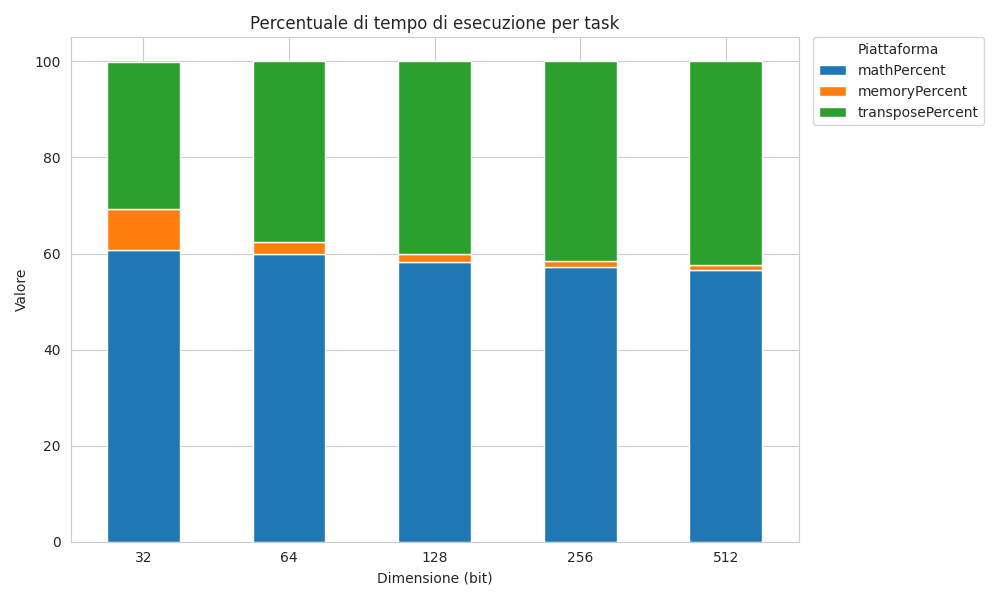 Percentuale di tempo di esecuzione per task
Piattaforma
mathPercent
memoryPercent
transposePercent
Valore
100
80
60
40
20
0
32 64 128 256 512
Dimensione (bit)